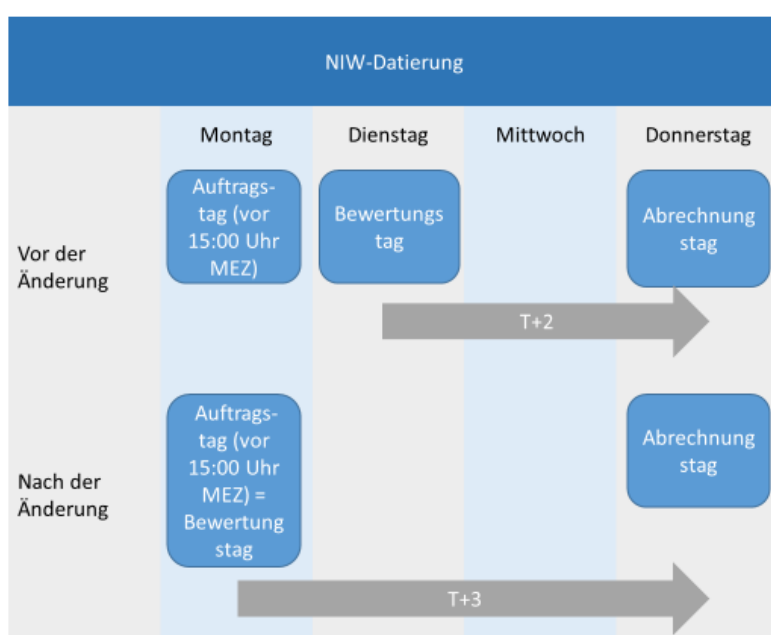 NIW-Datierung
Montag
Dienstag
Mittwoch
Donnerstag
Vor der
Änderung
Auftrags-
tag (vor
15:00 Uhr
MEZ)
Bewertungs
tag
Abrechnung
stag
T+2
Nach der
Änderung
Auftrags-
tag (vor
15:00 Uhr
MEZ) =
Bewertung
stag
Abrechnung
stag
T+3